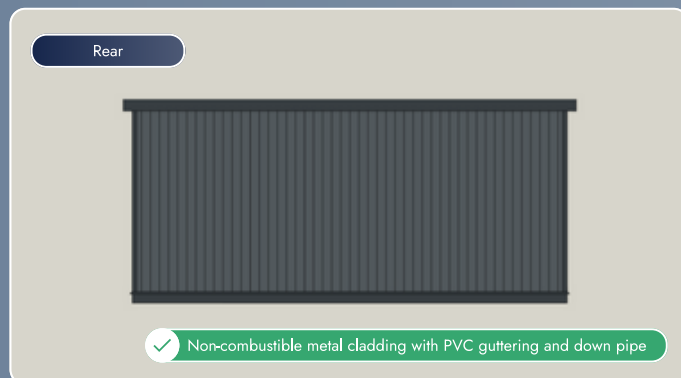 Rear
Non-combustible metal cladding with PVC guttering and down pipe